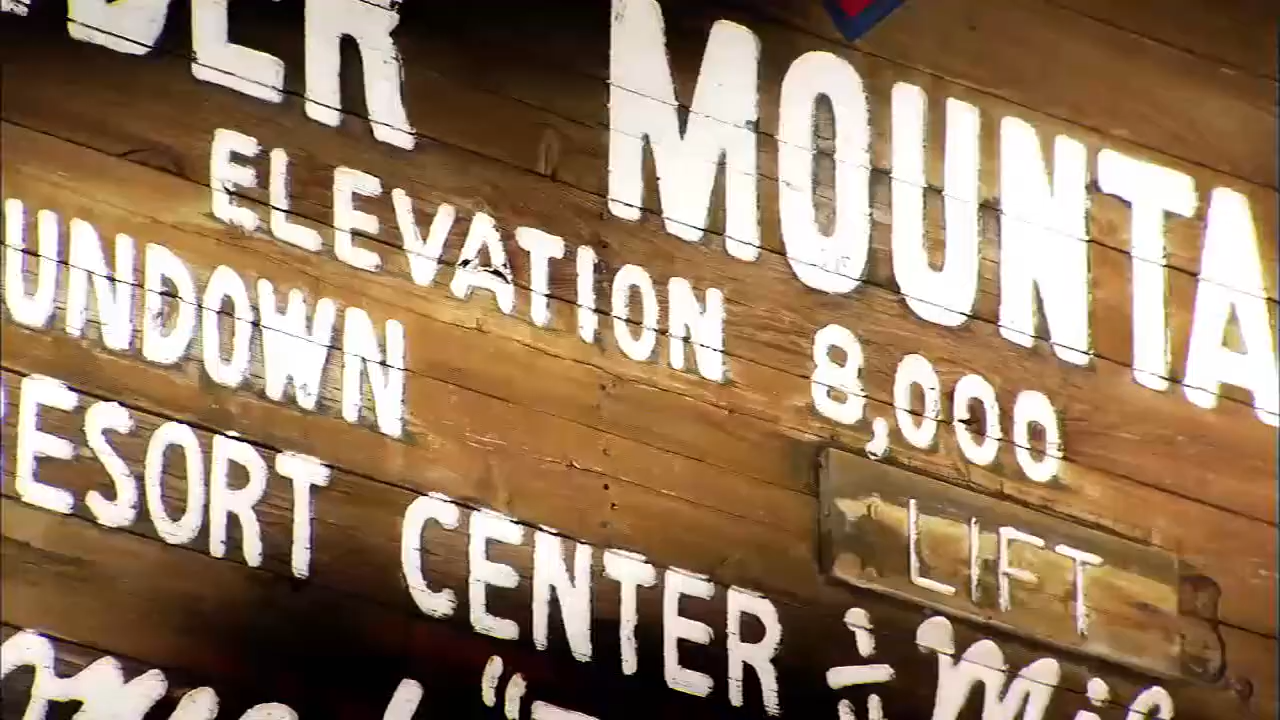 MOUNTA
ELEVATION 8,000
UNDOWN
ESORT CENTER
LIFT